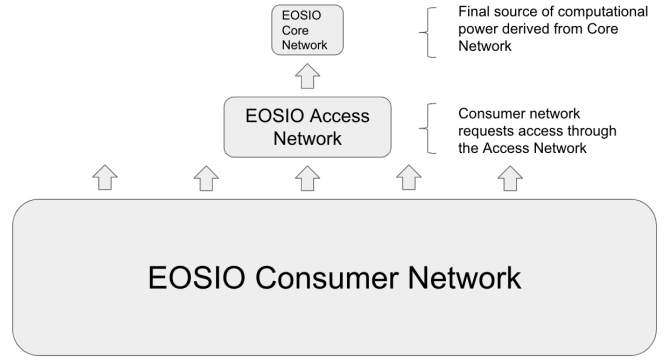 EOSIO
Core
Network
Final source of computational
power derived from Core
Network
EOSIO Access
Network
Consumer network
requests access through
the Access Network
EOSIO Consumer Network